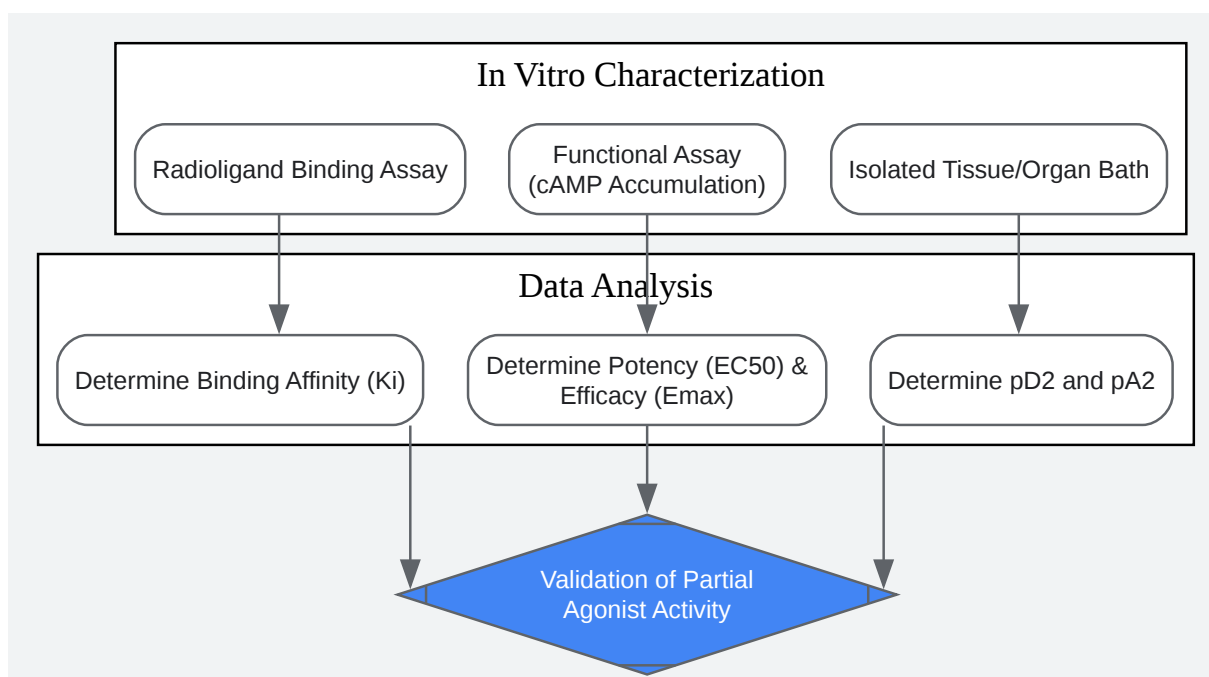 In Vitro Characterization
Radioligand Binding Assay
Functional Assay
(cAMP Accumulation)
Isolated Tissue/Organ Bath
Data Analysis
Determine Binding Affinity (Ki)
Determine Potency (EC50) &
Efficacy (Emax)
Determine pD2 and pA2
Validation of Partial
Agonist Activity